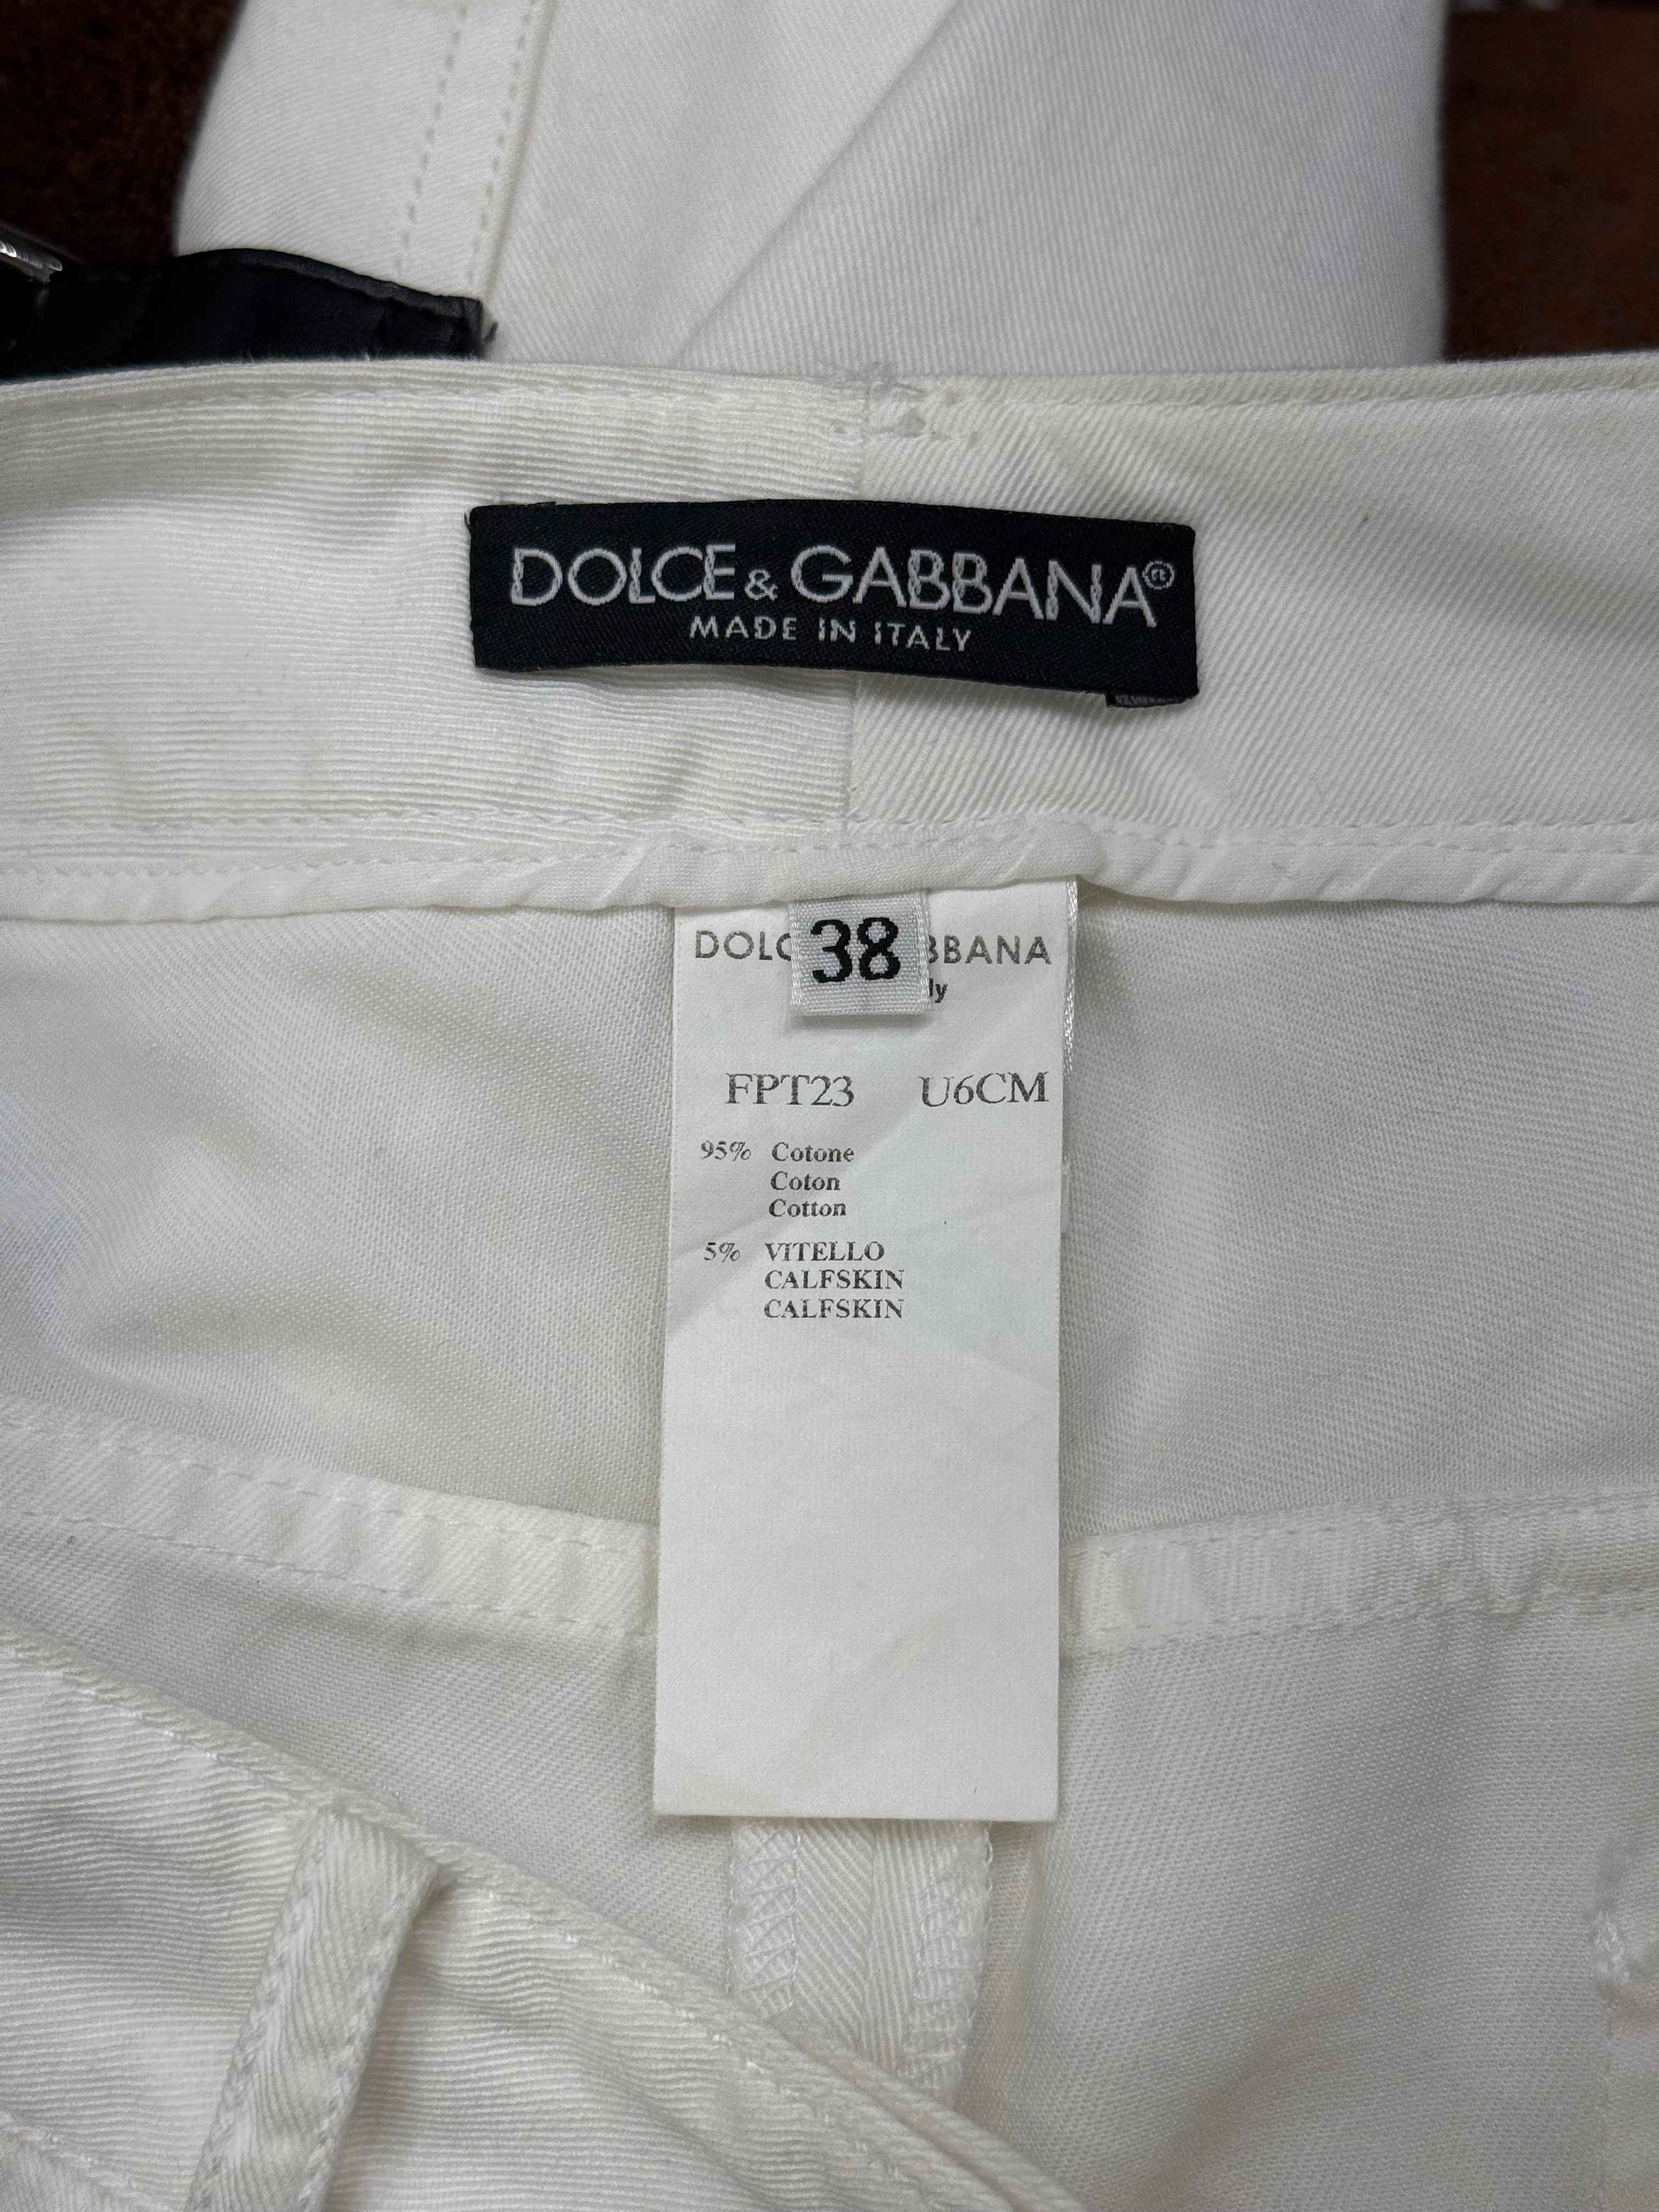 DOLCE & GABBANA®
MADE IN ITALY
38
FPT23 U6CM
95% Cotone
Coton
Cotton
5% VITELLO
CALFSKIN
CALFSKIN